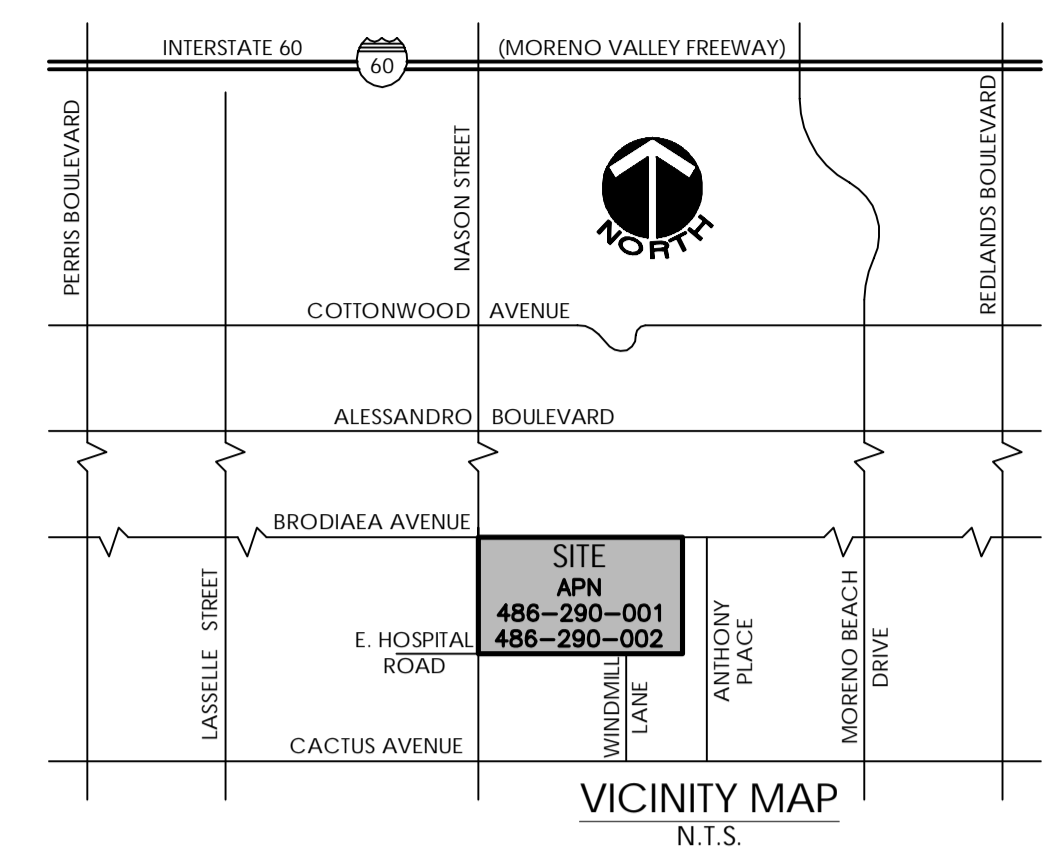 INTERSTATE 60
60
(MORENO VALLEY FREEWAY)
PERRIS BOULEVARD
NASON STREET
NORTH
REDLANDS BOULEVARD
COTTONWOOD AVENUE
ALESSANDRO BOULEVARD
BRODIAEA AVENUE
SITE
APN
486-290-001
486-290-002
LASSELLE STREET
E. HOSPITAL
ROAD
WINDMILL
LANE
ANTHONY
PLACE
MORENO BEACH
DRIVE
CACTUS AVENUE
VICINITY MAP
N.T.S.